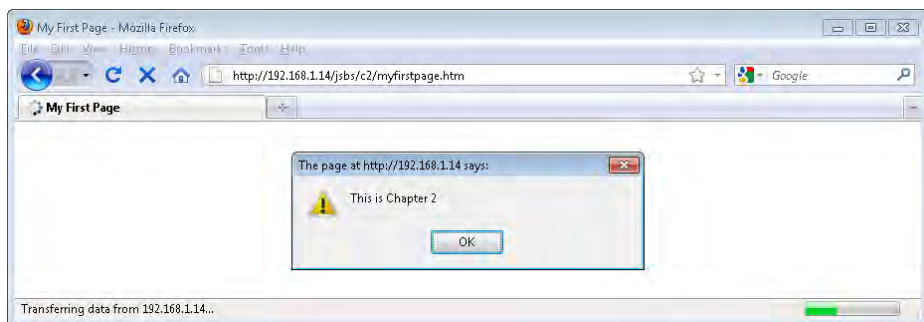 My First Page - Mozilla Firefox
File Edit View History Bookmarks Tools Help
http://192.168.1.14/jsbs/c2/myfirstpage.htm
Google
My First Page
The page at http://192.168.1.14 says:
This is Chapter 2
OK
Transferring data from 192.168.1.14...